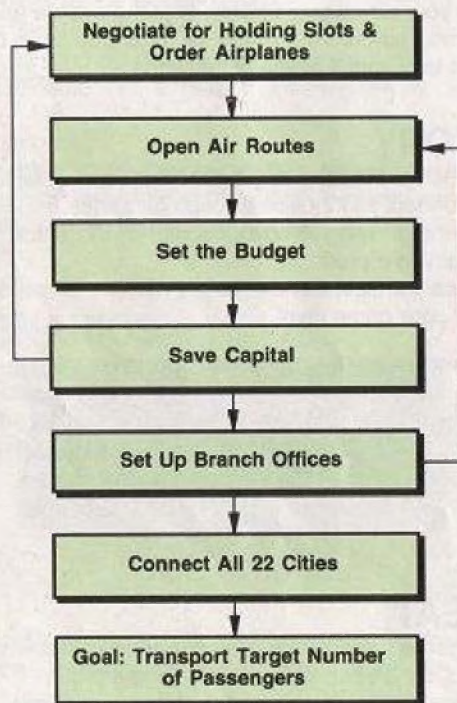 Negotiate for Holding Slots &
Order Airplanes
Open Air Routes
Set the Budget
Save Capital
Set Up Branch Offices
Connect All 22 Cities
Goal: Transport Target Number
of Passengers